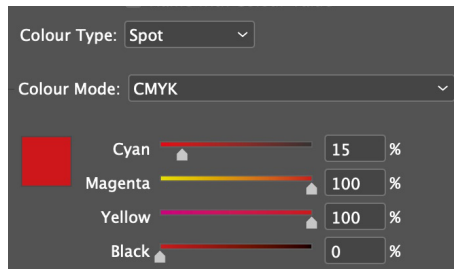 Colour Type: Spot
Colour Mode: CMYK
Cyan 15 %
Magenta 100 %
Yellow 100 %
Black 0 %